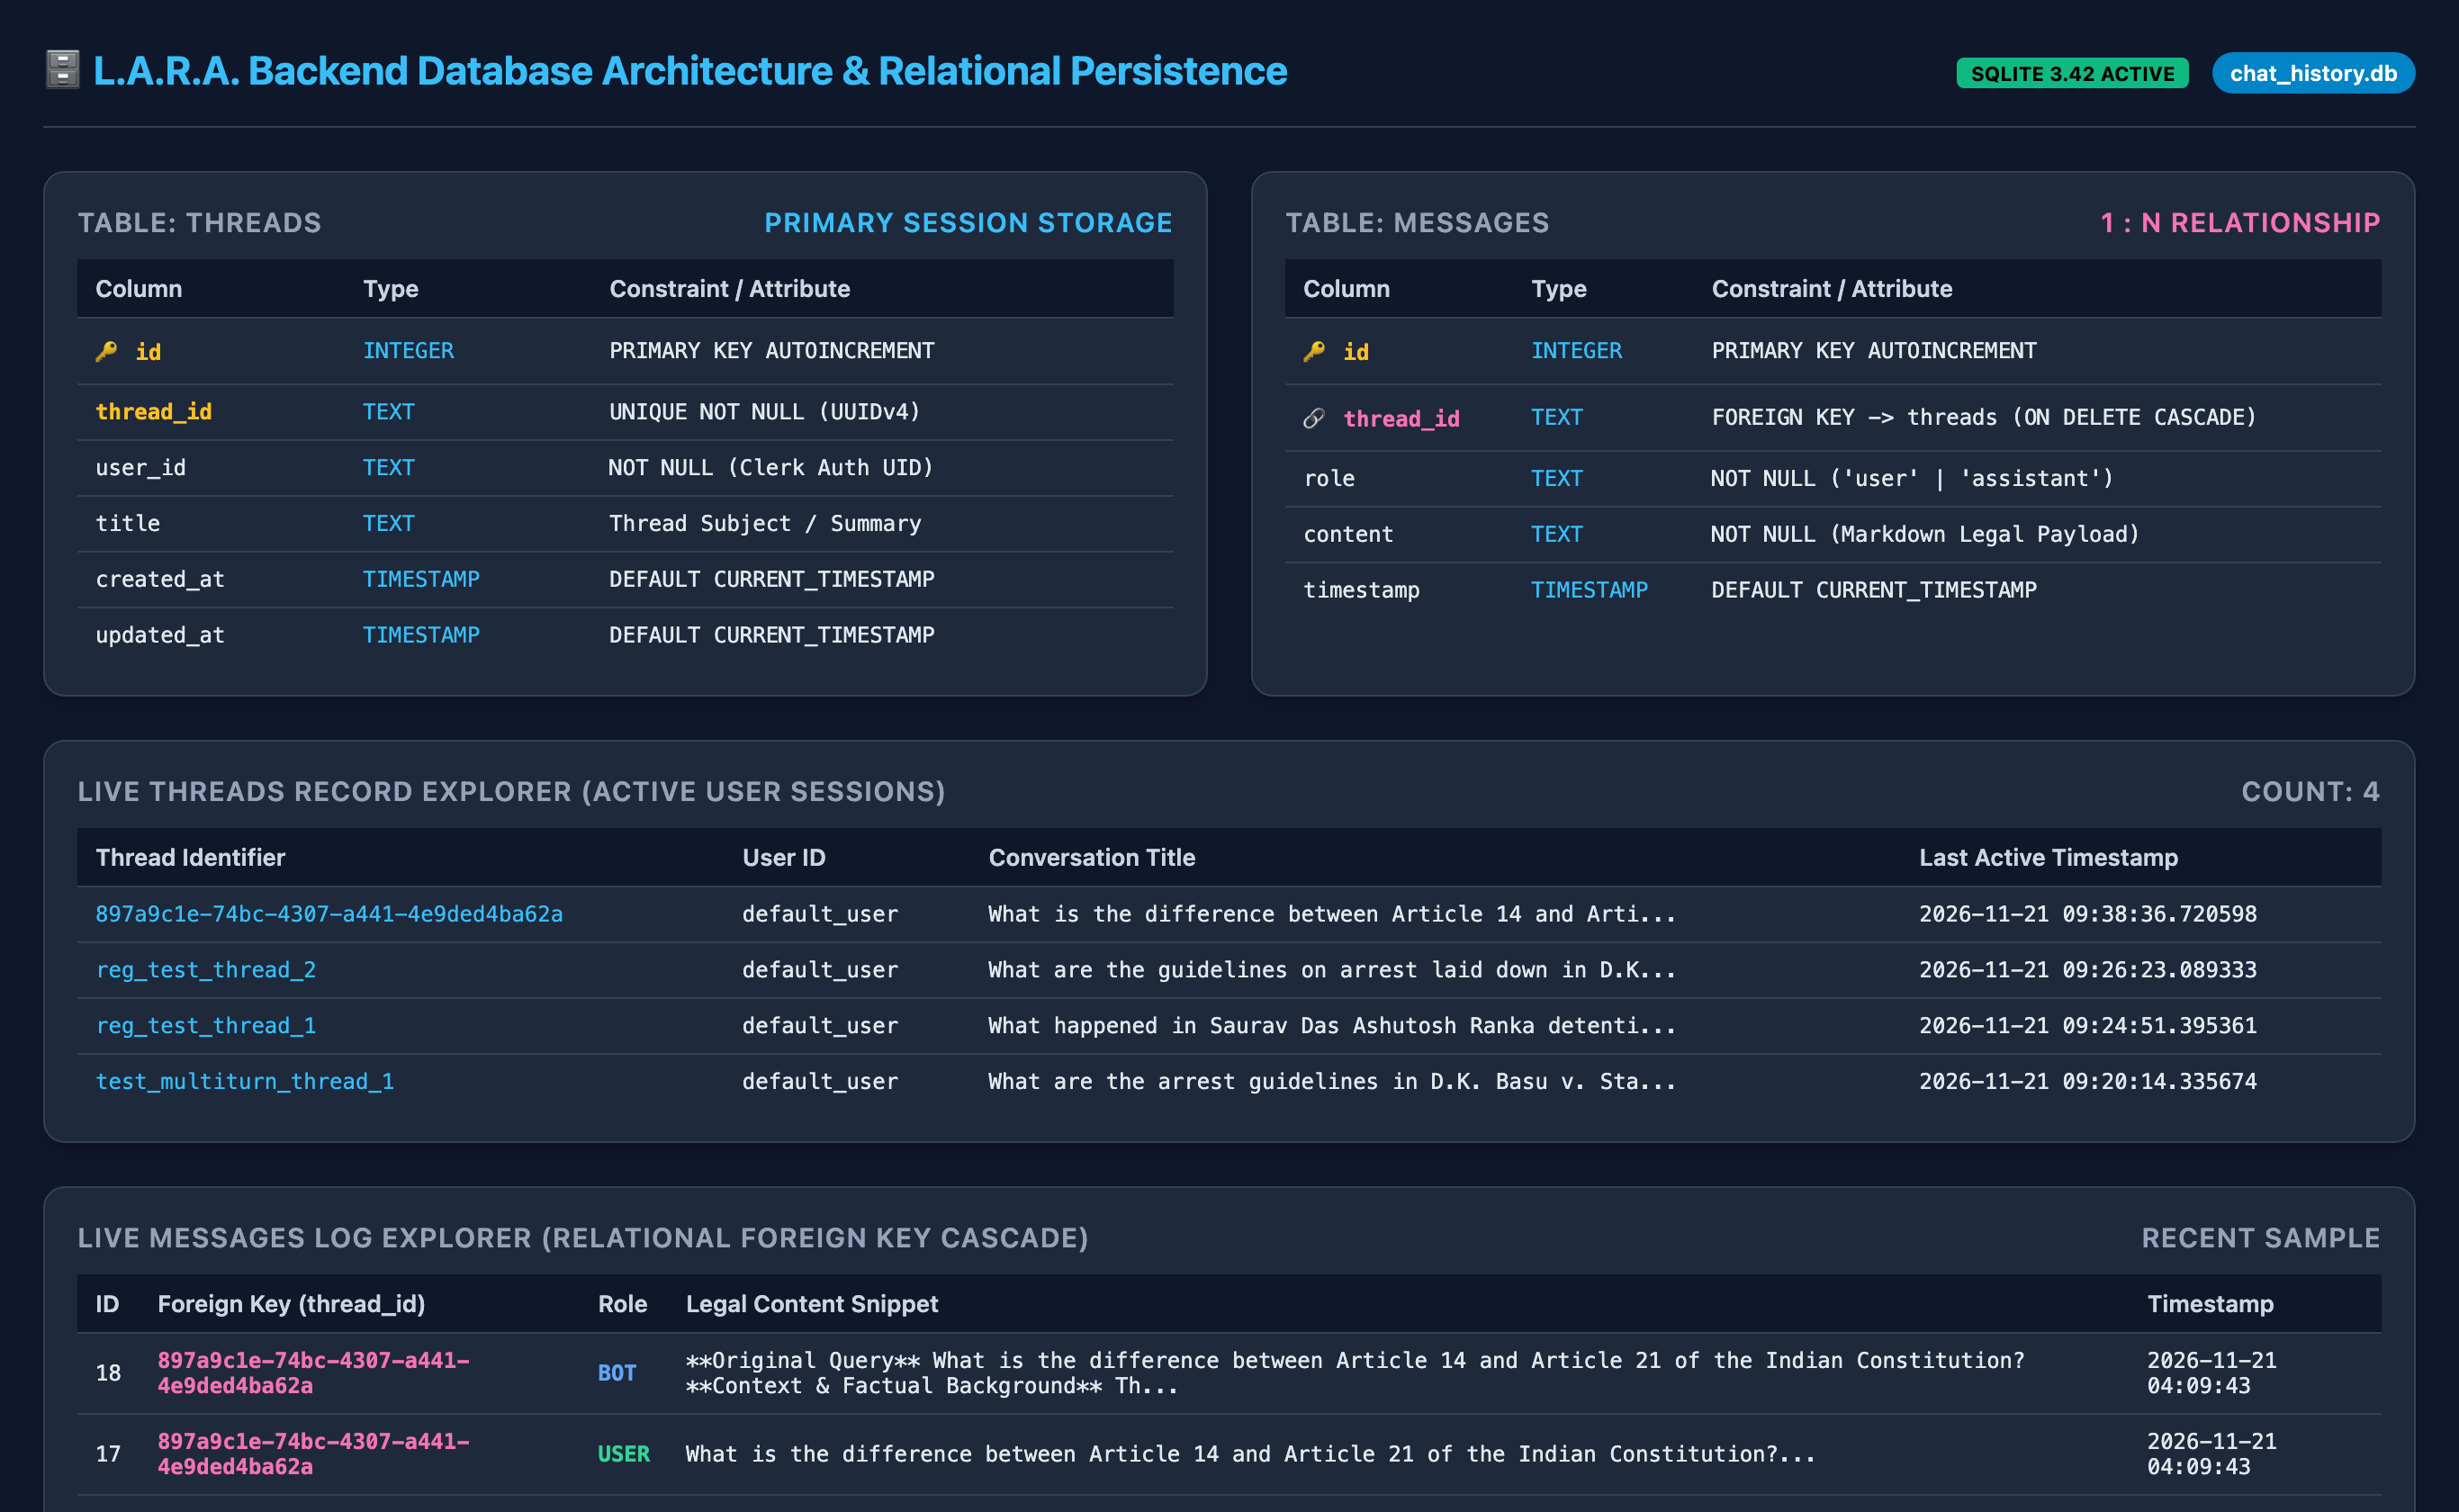 L.A.R.A. Backend Database Architecture & Relational Persistence
SQLITE 3.42 ACTIVE chat_history.db
TABLE: THREADS PRIMARY SESSION STORAGE
Column Type Constraint / Attribute
id INTEGER PRIMARY KEY AUTOINCREMENT
thread_id TEXT UNIQUE NOT NULL (UUIDv4)
user_id TEXT NOT NULL (Clerk Auth UID)
title TEXT Thread Subject / Summary
created_at TIMESTAMP DEFAULT CURRENT_TIMESTAMP
updated_at TIMESTAMP DEFAULT CURRENT_TIMESTAMP
TABLE: MESSAGES 1 : N RELATIONSHIP
Column Type Constraint / Attribute
id INTEGER PRIMARY KEY AUTOINCREMENT
thread_id TEXT FOREIGN KEY -> threads (ON DELETE CASCADE)
role TEXT NOT NULL ('user' | 'assistant')
content TEXT NOT NULL (Markdown Legal Payload)
timestamp TIMESTAMP DEFAULT CURRENT_TIMESTAMP
LIVE THREADS RECORD EXPLORER (ACTIVE USER SESSIONS) COUNT: 4
Thread Identifier User ID Conversation Title Last Active Timestamp
897a9c1e-74bc-4307-a441-4e9ded4ba62a default_user What is the difference between Article 14 and Arti... 2026-11-21 09:38:36.720598
reg_test_thread_2 default_user What are the guidelines on arrest laid down in D.K... 2026-11-21 09:26:23.089333
reg_test_thread_1 default_user What happened in Saurav Das Ashutosh Ranka detenti... 2026-11-21 09:24:51.395361
test_multiturn_thread_1 default_user What are the arrest guidelines in D.K. Basu v. Sta... 2026-11-21 09:20:14.335674
LIVE MESSAGES LOG EXPLORER (RELATIONAL FOREIGN KEY CASCADE) RECENT SAMPLE
ID Foreign Key (thread_id) Role Legal Content Snippet Timestamp
18 897a9c1e-74bc-4307-a441-4e9ded4ba62a BOT **Original Query** What is the difference between Article 14 and Article 21 of the Indian Constitution?
**Context & Factual Background** Th... 2026-11-21 04:09:43
17 897a9c1e-74bc-4307-a441-4e9ded4ba62a USER What is the difference between Article 14 and Article 21 of the Indian Constitution?... 2026-11-21 04:09:43